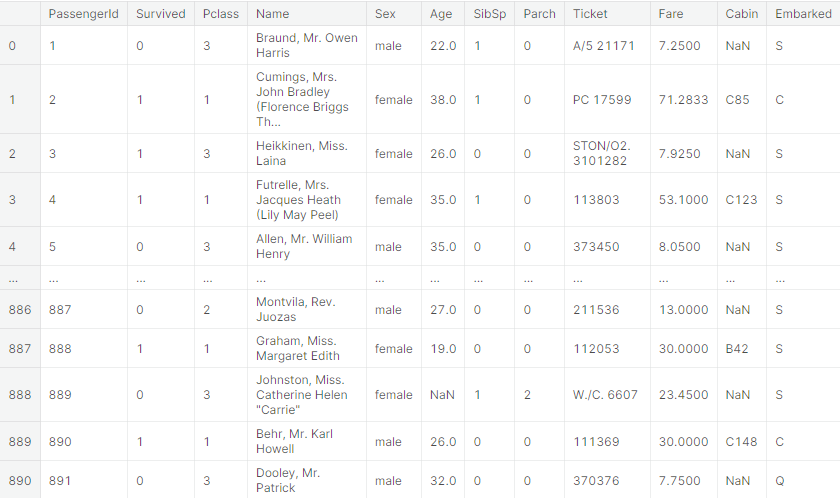 PassengerId Survived Pclass Name Sex Age SibSp Parch Ticket Fare Cabin Embarked
0 1 0 3 Braund, Mr. Owen Harris male 22.0 1 0 A/5 21171 7.2500 NaN S
1 2 1 1 Cumings, Mrs. John Bradley (Florence Briggs Th... female 38.0 1 0 PC 17599 71.2833 C85 C
2 3 1 3 Heikkinen, Miss. Laina female 26.0 0 0 STON/O2. 3101282 7.9250 NaN S
3 4 1 1 Futrelle, Mrs. Jacques Heath (Lily May Peel) female 35.0 1 0 113803 53.1000 C123 S
4 5 0 3 Allen, Mr. William Henry male 35.0 0 0 373450 8.0500 NaN S
... ... ... ... ... ... ... ... ... ... ... ... ...
886 887 0 2 Montvila, Rev. Juozas male 27.0 0 0 211536 13.0000 NaN S
887 888 1 1 Graham, Miss. Margaret Edith female 19.0 0 0 112053 30.0000 B42 S
888 889 0 3 Johnston, Miss. Catherine Helen "Carrie" female NaN 1 2 W./C. 6607 23.4500 NaN S
889 890 1 1 Behr, Mr. Karl Howell male 26.0 0 0 111369 30.0000 C148 C
890 891 0 3 Dooley, Mr. Patrick male 32.0 0 0 370376 7.7500 NaN Q